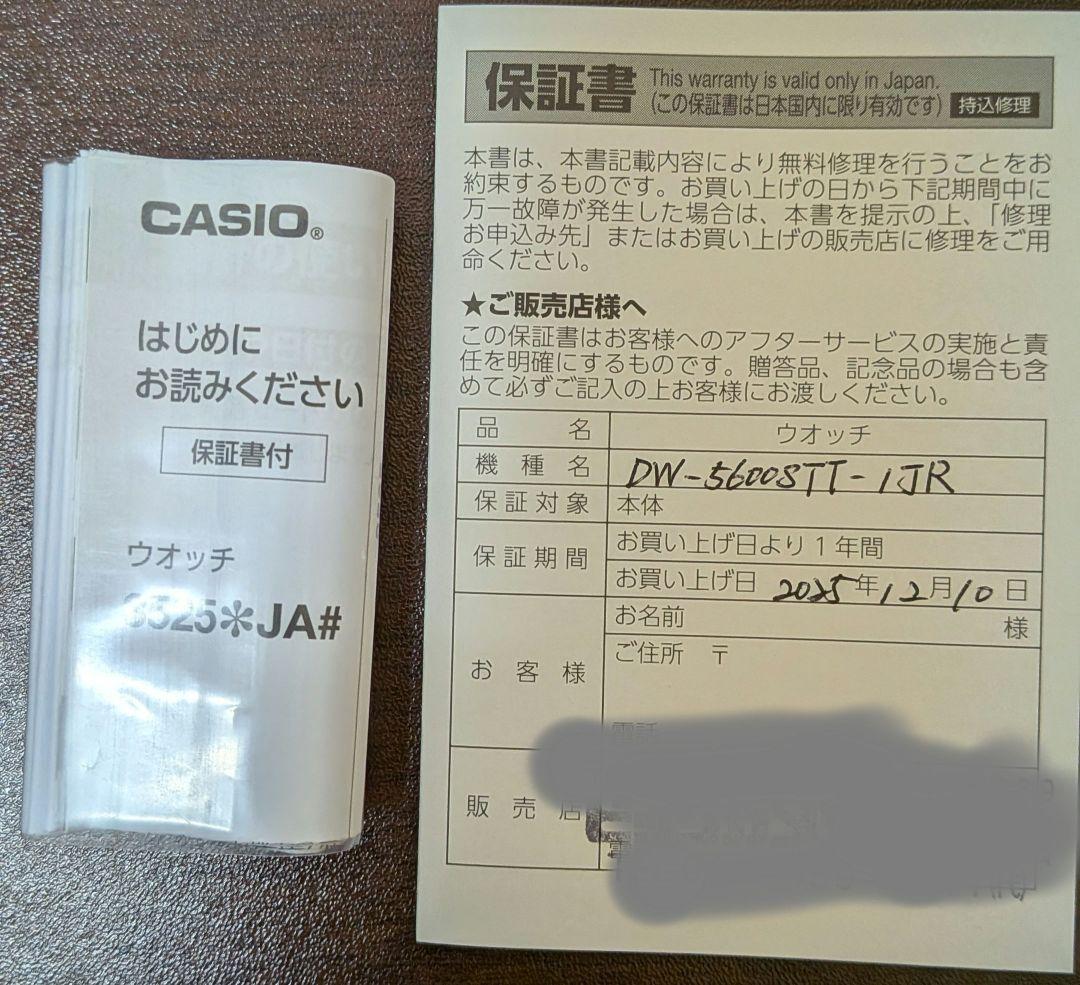 CASIO®
はじめに
お読みください
保証書付
ウオッチ
3525✻JA#
保証書 This warranty is valid only in Japan.
(この保証書は日本国内に限り有効です) 持込修理
本書は、本書記載内容により無料修理を行うことをお
約束するものです。お買い上げの日から下記期間中に
万一故障が発生した場合は、本書を提示の上、「修理
お申込み先」またはお買い上げの販売店に修理をご用
命ください。
★ご販売店様へ
この保証書はお客様へのアフターサービスの実施と責
任を明確にするものです。贈答品、記念品の場合も含
めて必ずご記入の上お客様にお渡しください。
品名 ウオッチ
機種名 DW-5600STT-1JR
保証対象 本体
保証期間 お買い上げ日より1年間
お買い上げ日 2025年12月10日
お客様 お名前 様
ご住所 〒
電話
販売店